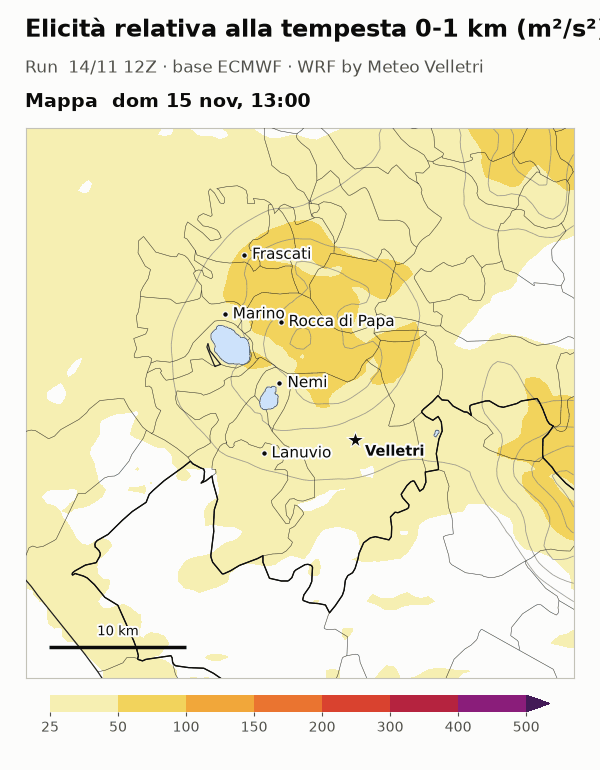 Elicità relativa alla tempesta 0-1 km (m²/s²)
Run 14/11 12Z · base ECMWF · WRF by Meteo Velletri
Mappa dom 15 nov, 13:00
Frascati
Marino
Rocca di Papa
Nemi
Velletri
Lanuvio
10 km
25 50 100 150 200 300 400 500